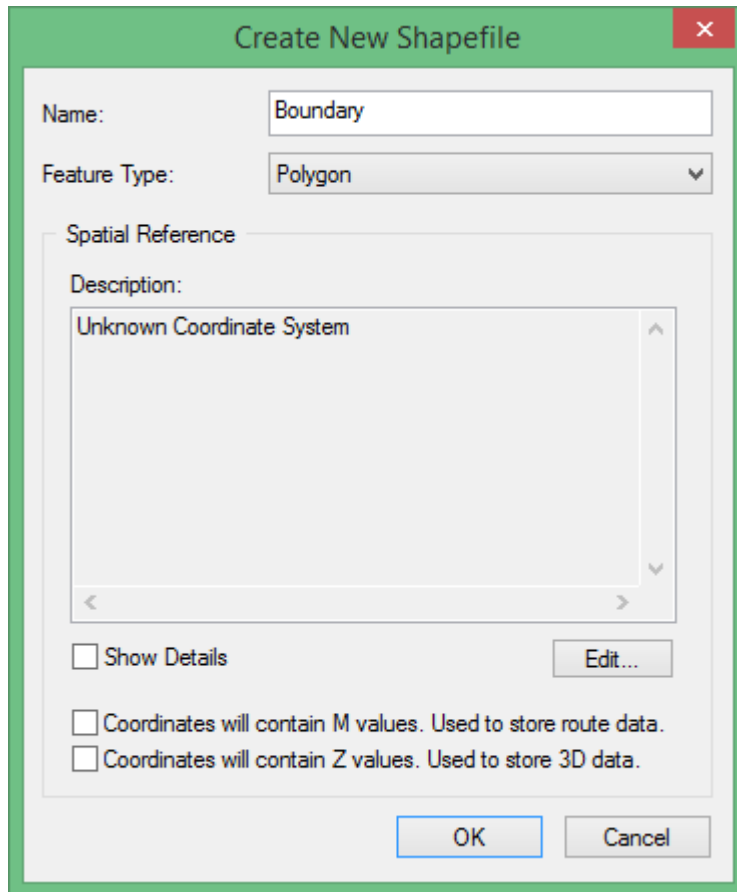 Create New Shapefile
Name: Boundary
Feature Type: Polygon
Spatial Reference
Description:
Unknown Coordinate System
Show Details Edit...
Coordinates will contain M values. Used to store route data.
Coordinates will contain Z values. Used to store 3D data.
OK Cancel